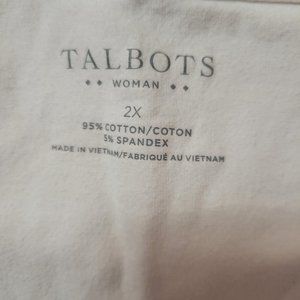 TALBOTS
WOMAN
2X
95% COTTON/COTON
5% SPANDEX
MADE IN VIETNAM/FABRIQUÉ AU VIETNAM